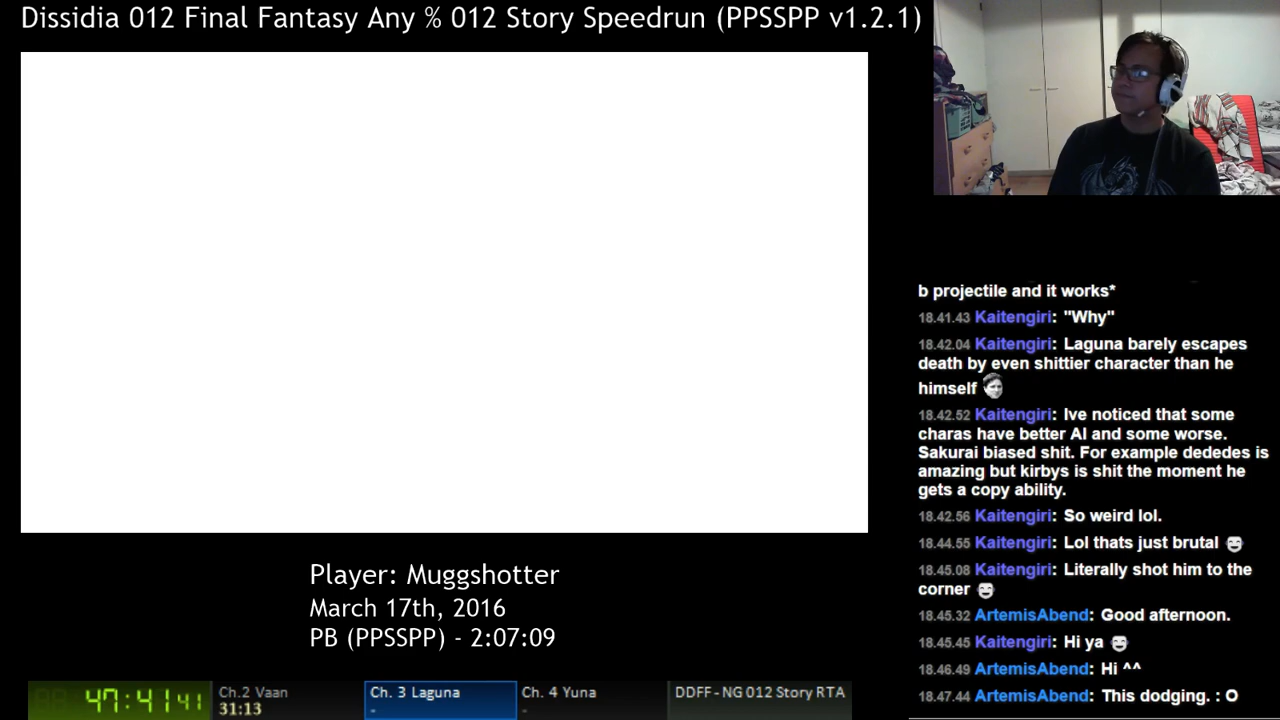 Dissidia 012 Final Fantasy Any % 012 Story Speedrun (PPSSPP v1.2.1)
b projectile and it works*
18.41.43 Kaitengiri: "Why"
18.42.04 Kaitengiri: Laguna barely escapes
death by even shittier character than he
himself
18.42.52 Kaitengiri: Ive noticed that some
charas have better AI and some worse.
Sakurai biased shit. For example dededes is
amazing but kirbys is shit the moment he
gets a copy ability.
18.42.56 Kaitengiri: So weird lol.
18.44.55 Kaitengiri: Lol thats just brutal
18.45.08 Kaitengiri: Literally shot him to the
corner
18.45.32 ArtemisAbend: Good afternoon.
18.45.45 Kaitengiri: Hi ya
18.46.49 ArtemisAbend: Hi ^^
18.47.44 ArtemisAbend: This dodging. : O
Player: Muggshotter
March 17th, 2016
PB (PPSSPP) - 2:07:09
47:41 41
Ch.2 Vaan
31:13
Ch. 3 Laguna
-
Ch. 4 Yuna
-
DDFF - NG 012 Story RTA